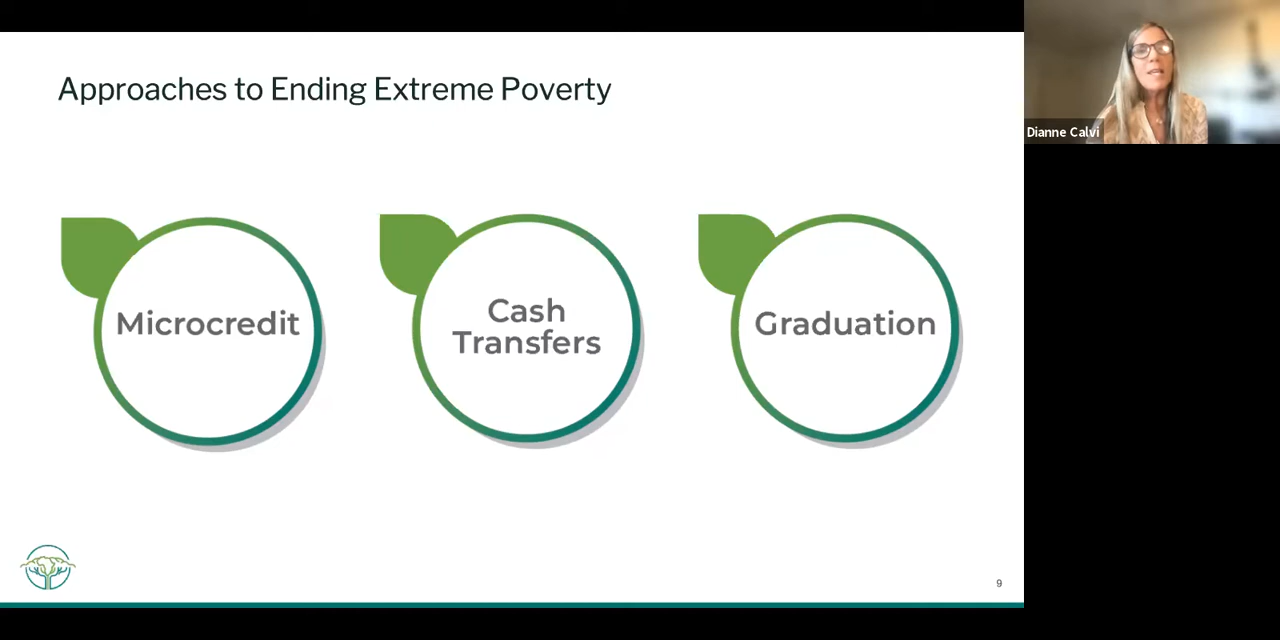 Approaches to Ending Extreme Poverty
Microcredit
Cash
Transfers
Graduation
9
Dianne Calvi